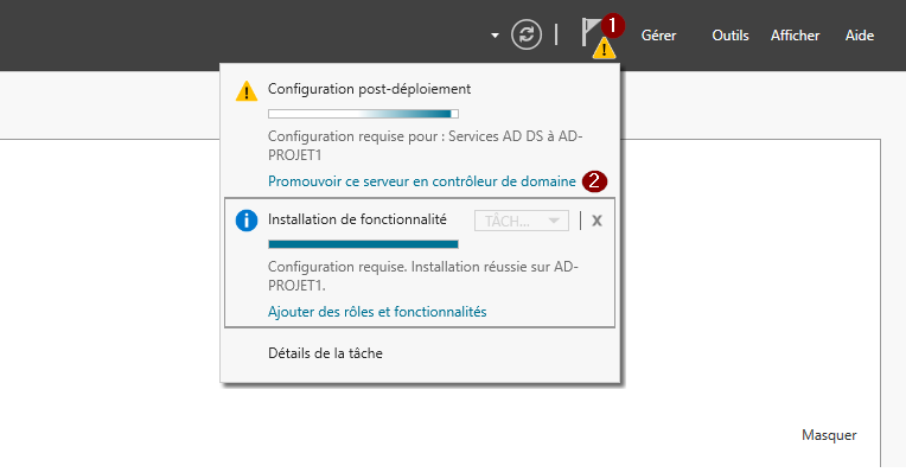 1
Gérer Outils Afficher Aide
Configuration post-déploiement
Configuration requise pour : Services AD DS à AD-
PROJET1
Promouvoir ce serveur en contrôleur de domaine 2
Installation de fonctionnalité TÂCH... X
Configuration requise. Installation réussie sur AD-
PROJET1.
Ajouter des rôles et fonctionnalités
Détails de la tâche
Masquer